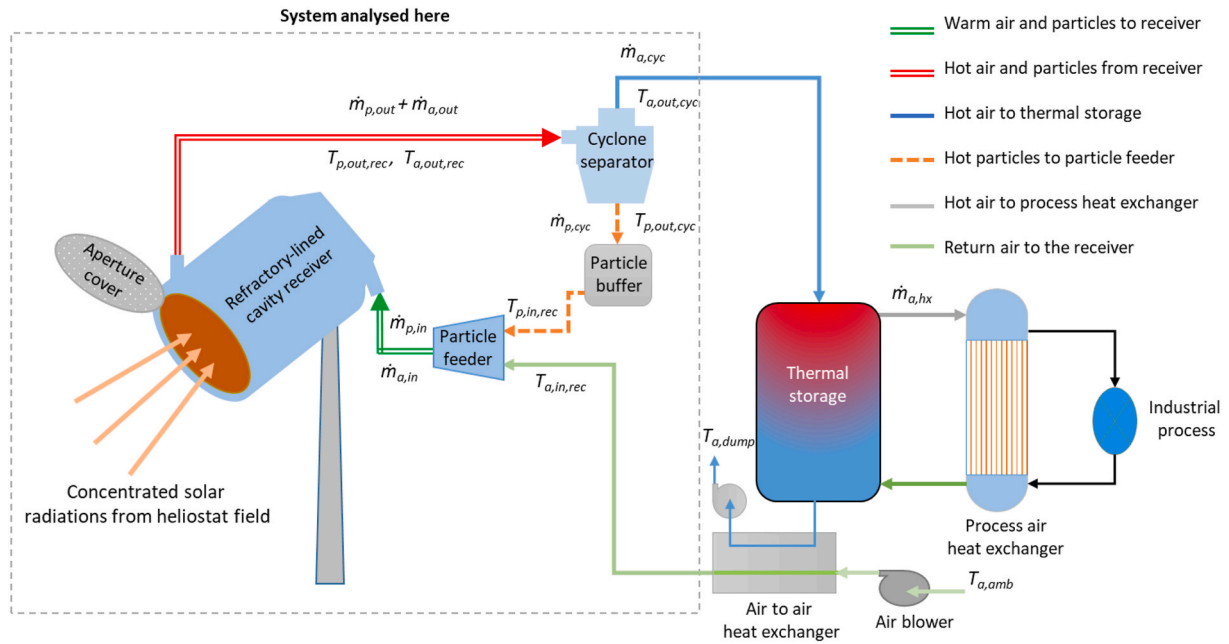 System analysed here
ṁa,cyc
Ta,out,cyc
ṁp,out + ṁa,out
Tp,out,rec, Ta,out,rec
Cyclone
separator
ṁp,cyc
Tp,out,cyc
Particle
buffer
Aperture
cover
Refractory-lined
cavity receiver
Tp,in,rec
ṁp,in
Particle
feeder
ṁa,in
Ta,in,rec
Concentrated solar
radiations from heliostat field
Warm air and particles to receiver
Hot air and particles from receiver
Hot air to thermal storage
Hot particles to particle feeder
Hot air to process heat exchanger
Return air to the receiver
ṁa,hx
Thermal
storage
Industrial
process
Ta,dump
Process air
heat exchanger
Ta,amb
Air to air
heat exchanger
Air blower